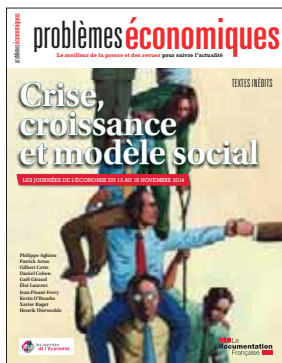 problèmes économiques
problèmeséconomiques
Le meilleur de la presse et des revues pour suivre l'actualité
TEXTES INÉDITS
Crise,
croissance
et modèle social
LES JOURNÉES DE L'ÉCONOMIE DU 13 AU 15 NOVEMBRE 2014
Philippe Aghion
Patrick Artus
Gilbert Cette
Daniel Cohen
Gaël Giraud
Éloi Laurent
Jean Pisani-Ferry
Kevin O'Rourke
Xavier Ragot
Henrik Uterwedde
les journées
de l'économie
La
documentation
Française